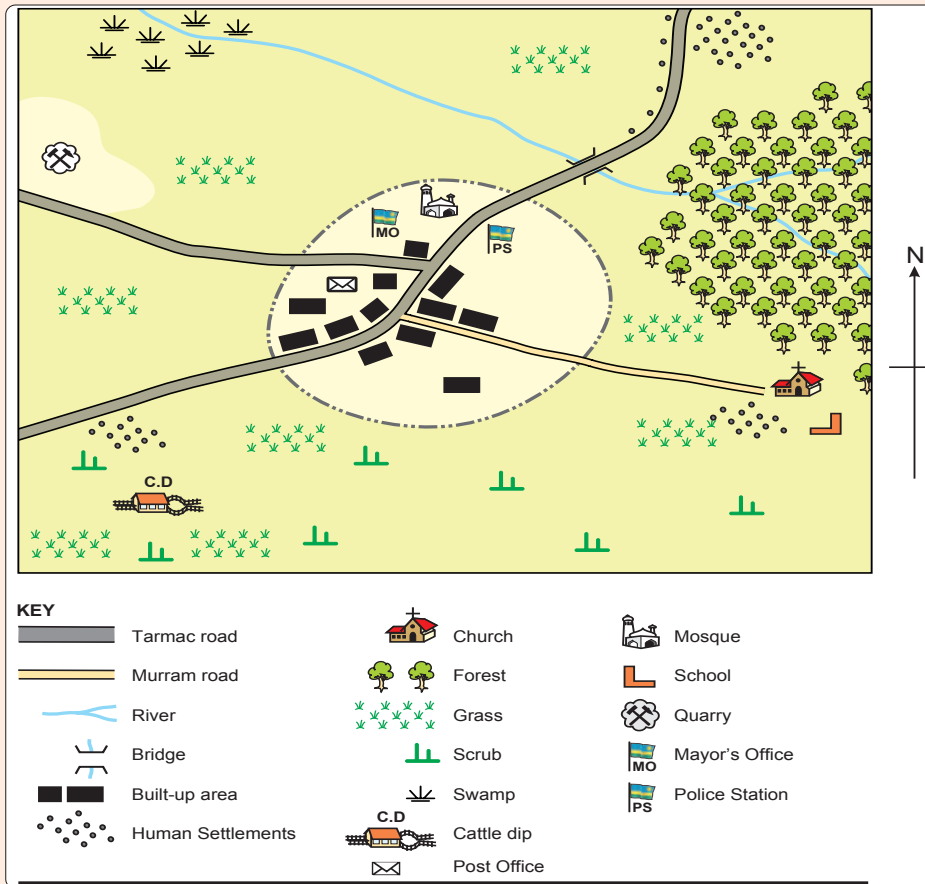 MO
PS
N
C.D
KEY
Tarmac road
Murram road
River
Bridge
Built-up area
Human Settlements
Church
Forest
Grass
Scrub
Swamp
C.D
Cattle dip
Post Office
Mosque
School
Quarry
MO
Mayor's Office
PS
Police Station